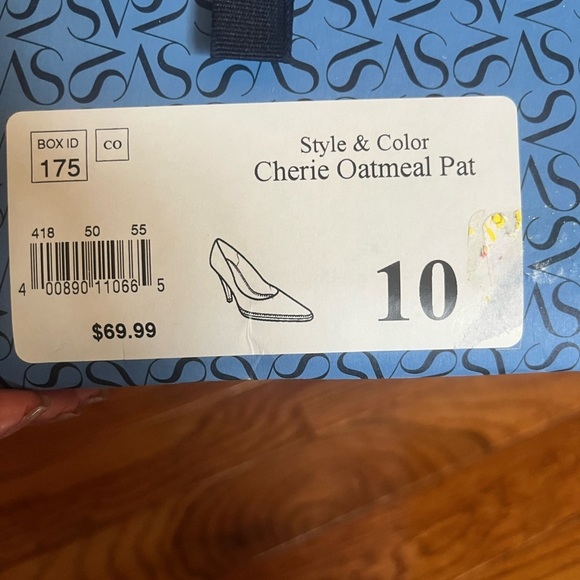 BOX ID
175
CO
Style & Color
Cherie Oatmeal Pat
418 50 55
4 00890 11066 5
$69.99
10